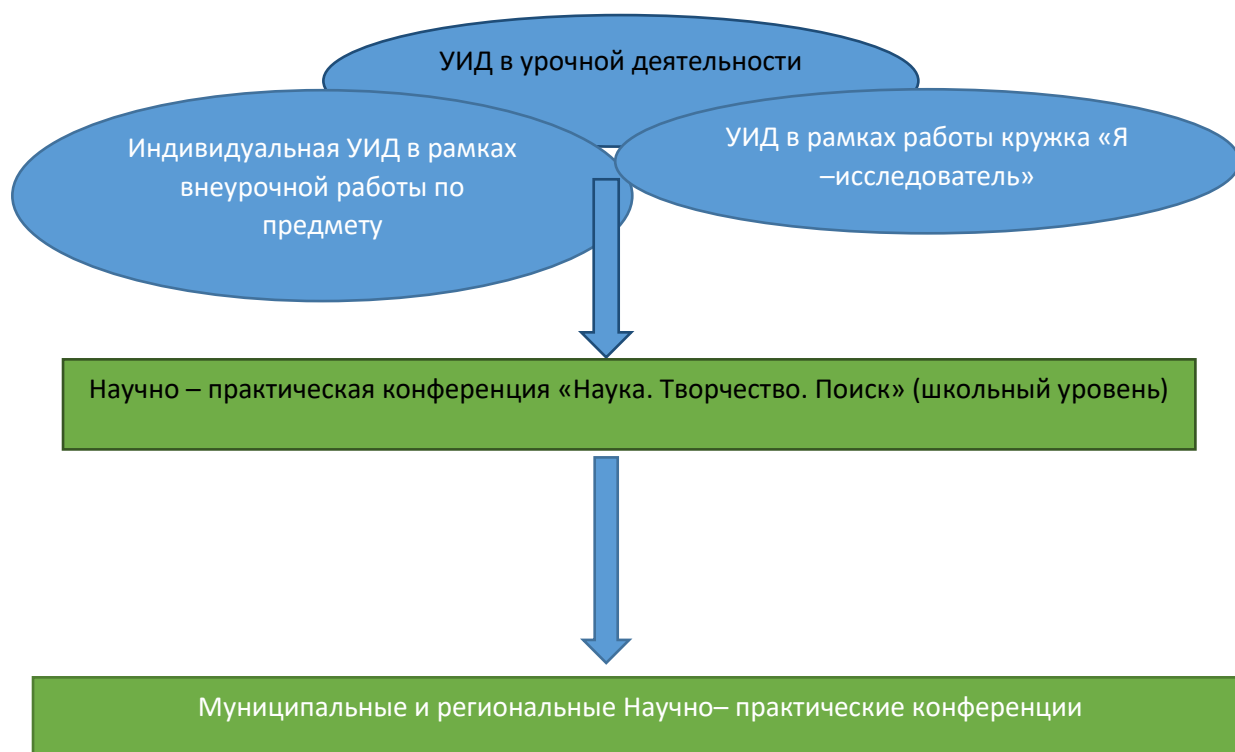 УИД в урочной деятельности
Индивидуальная УИД в рамках
внеурочной работы по
предмету
УИД в рамках работы кружка «Я
–исследователь»
Научно – практическая конференция «Наука. Творчество. Поиск» (школьный уровень)
Муниципальные и региональные Научно– практические конференции